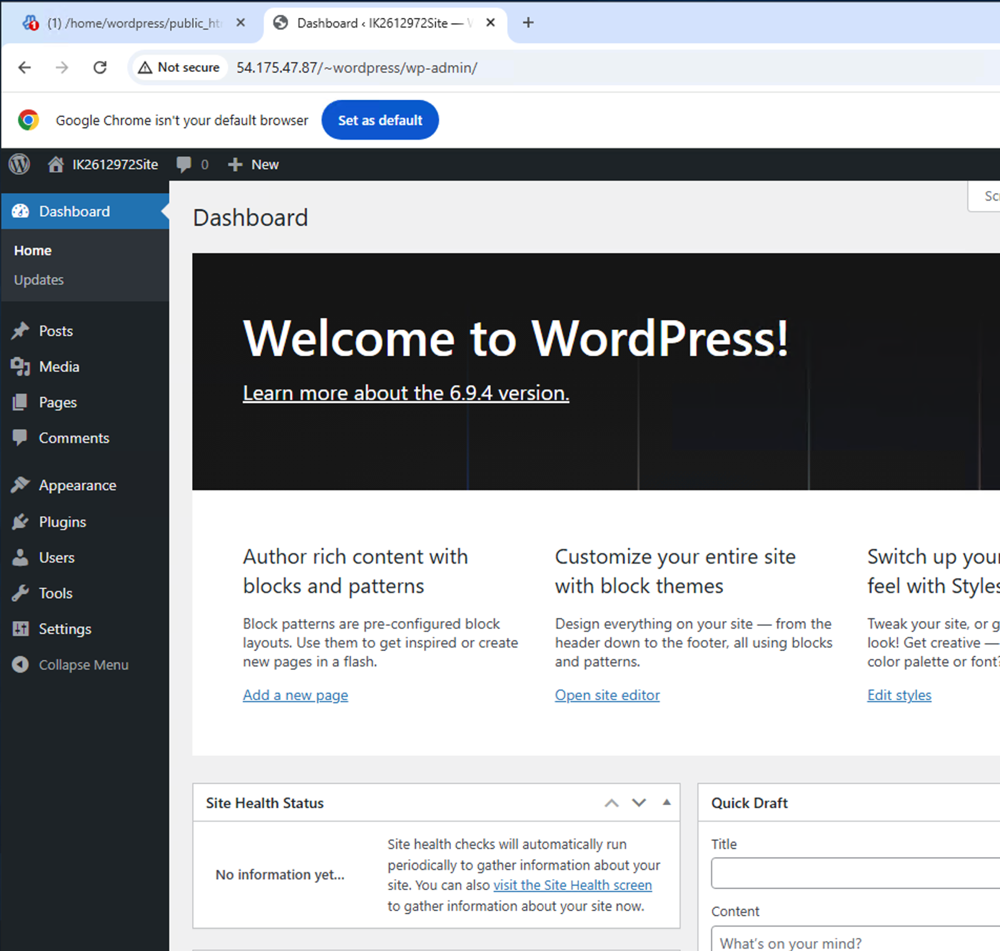 (1) /home/wordpress/public_ht
Dashboard ‹ IK2612972Site —
Not secure
54.175.47.87/~wordpress/wp-admin/
Google Chrome isn't your default browser
Set as default
IK2612972Site
0
New
Dashboard
Home
Updates
Posts
Media
Pages
Comments
Appearance
Plugins
Users
Tools
Settings
Collapse Menu
Dashboard
Welcome to WordPress!
Learn more about the 6.9.4 version.
Author rich content with
blocks and patterns
Block patterns are pre-configured block
layouts. Use them to get inspired or create
new pages in a flash.
Add a new page
Customize your entire site
with block themes
Design everything on your site — from the
header down to the footer, all using blocks
and patterns.
Open site editor
Switch up your
feel with Styles
Tweak your site, or g
look! Get creative —
color palette or font?
Edit styles
Site Health Status
No information yet...
Site health checks will automatically run
periodically to gather information about your
site. You can also visit the Site Health screen
to gather information about your site now.
Quick Draft
Title
Content
What's on your mind?